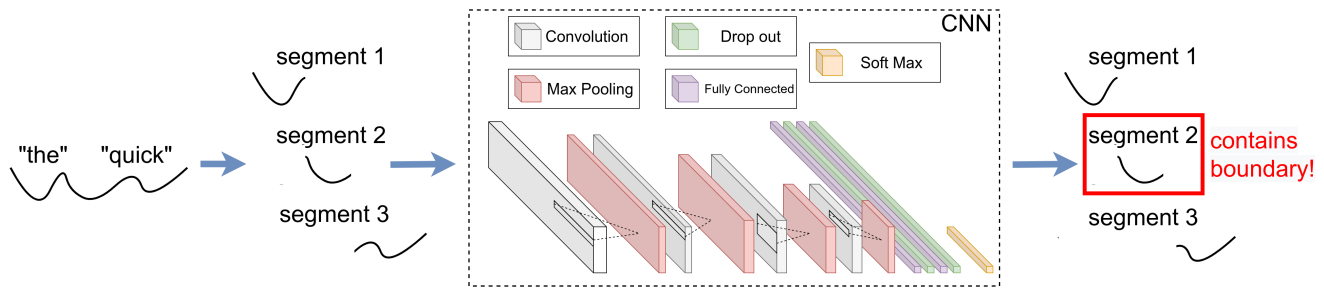 "the" "quick"
segment 1
segment 2
segment 3
CNN
Convolution
Drop out
Soft Max
Max Pooling
Fully Connected
segment 1
segment 2
contains
boundary!
segment 3